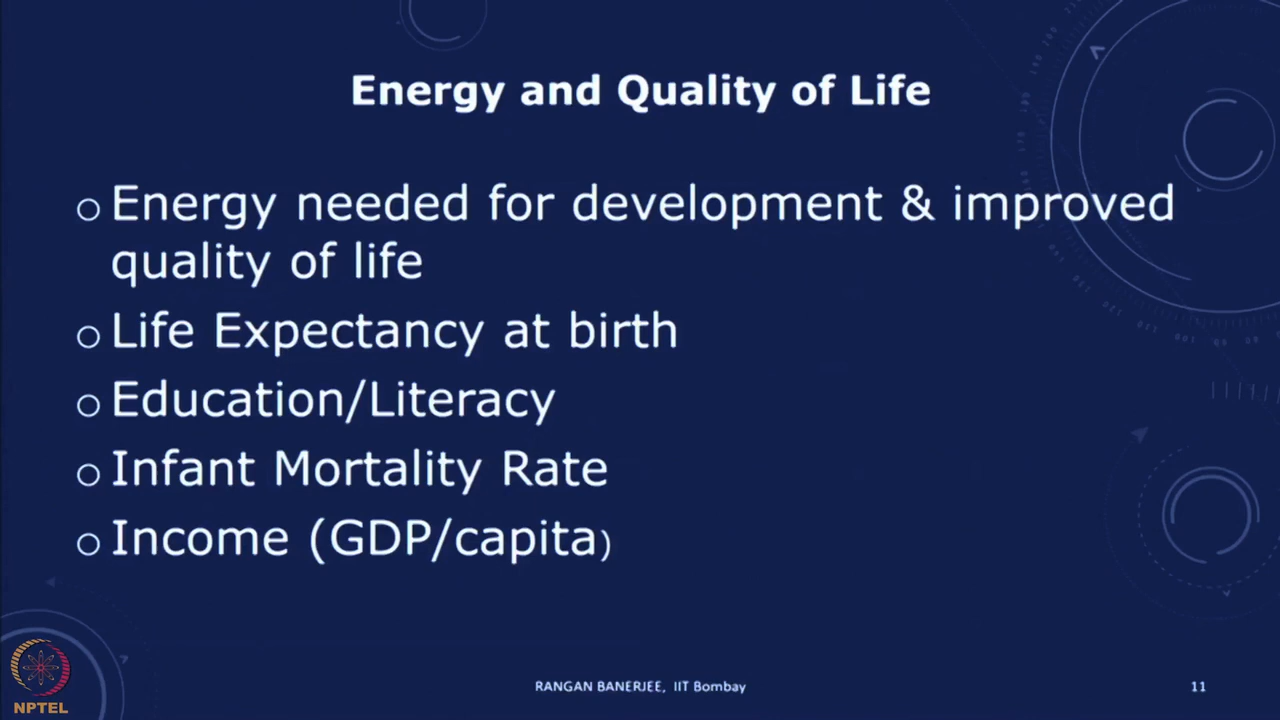 Energy and Quality of Life
o Energy needed for development & improved
quality of life
o Life Expectancy at birth
o Education/Literacy
o Infant Mortality Rate
o Income (GDP/capita)
NPTEL
RANGAN BANERJEE, IIT Bombay
11